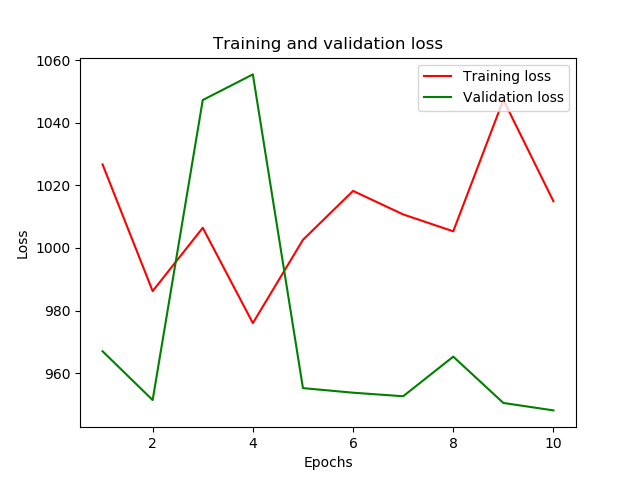 Training and validation loss
Training loss
Validation loss
1060
1040
1020
1000
980
960
Loss
2
4
6
8
10
Epochs